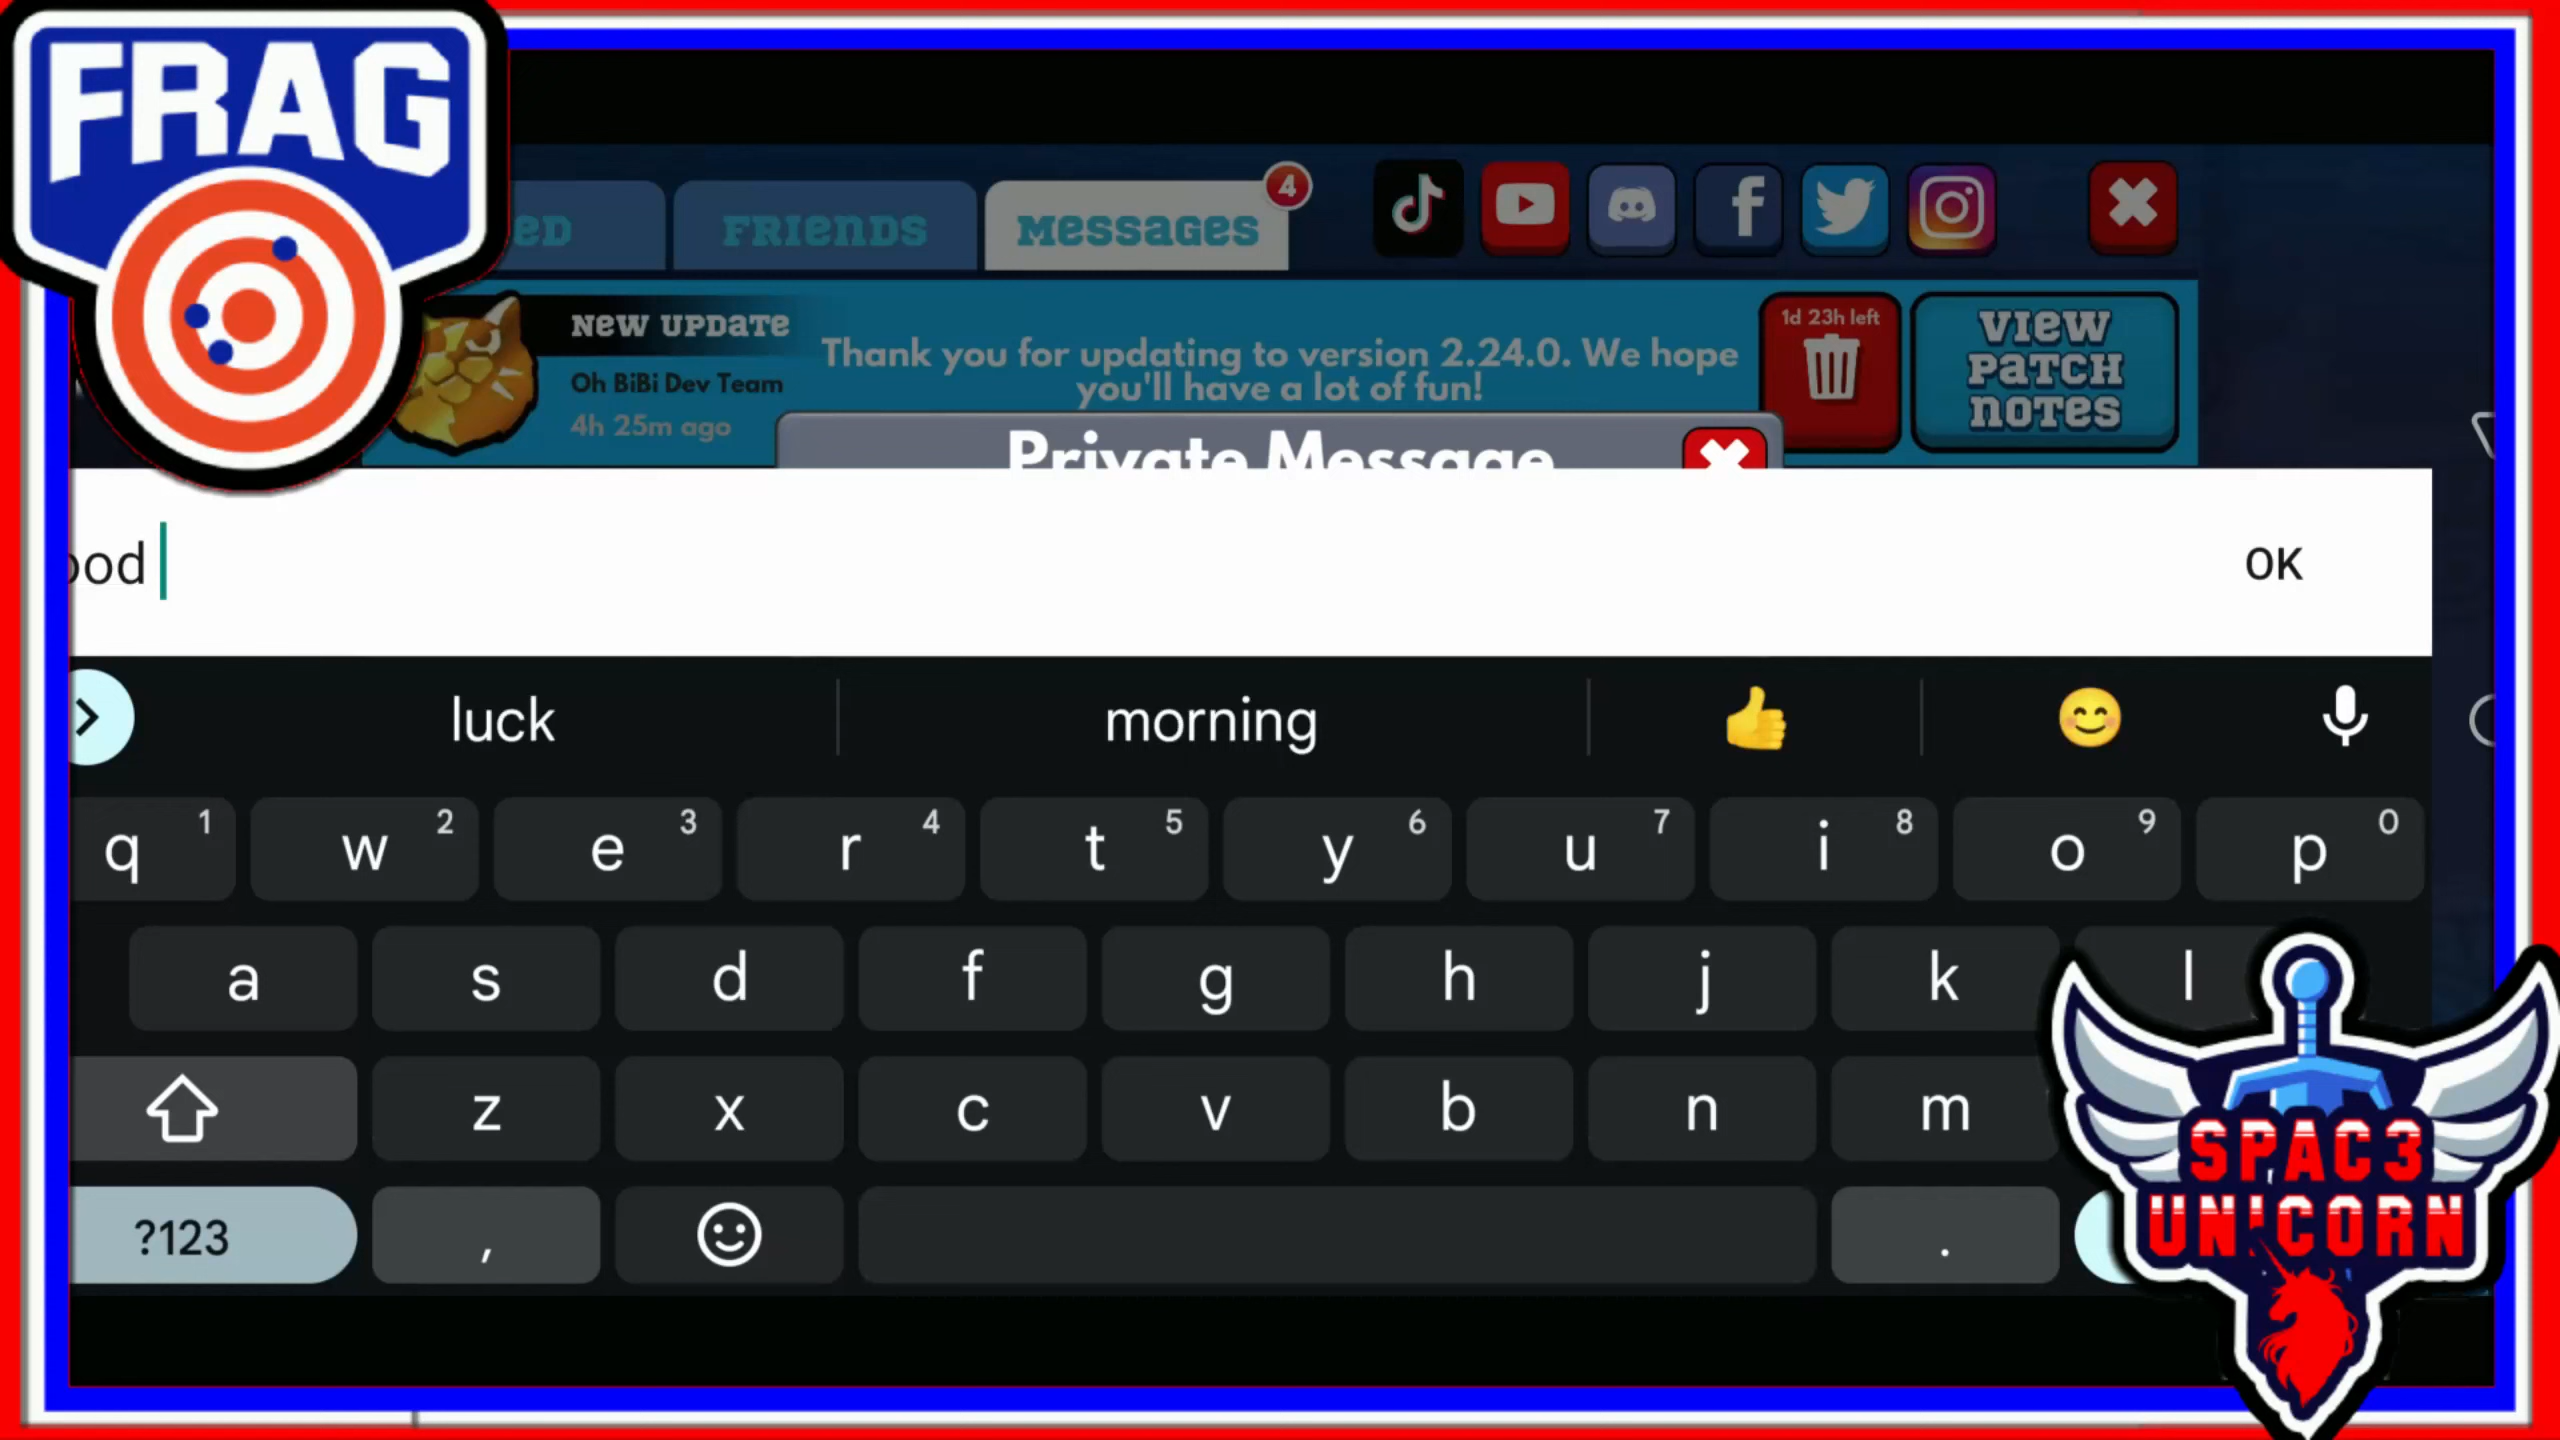 FRAG
ED
FRIENDS
MESSAGES
4
NEW UPDATE
Oh BiBi Dev Team
4h 25m ago
Thank you for updating to version 2.24.0. We hope
you'll have a lot of fun!
1d 23h left
VIEW
PATCH
NOTES
Private Message
ood
OK
luck
morning
q 1 w 2 e 3 r 4 t 5 y 6 u 7 i 8 o 9 p 0
a s d f g h j k l
z x c v b n m
?123 , .
SPAC3
UNICORN